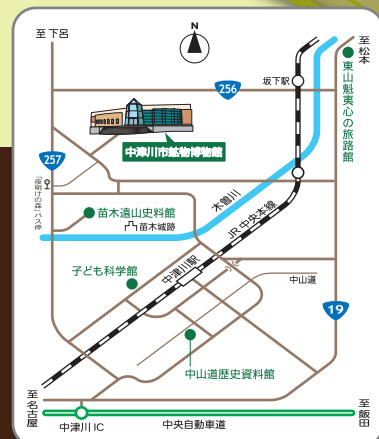 至下呂
N
至松本
東山魁夷心の旅路館
坂下駅
256
中津川市鉱物博物館
257
「夜明けの森」バス停
木曽川
苗木遠山史料館
苗木城跡
JR中央本線
子ども科学館
中津川駅
中山道
19
中山道歴史資料館
至名古屋
至飯田
中津川IC
中央自動車道